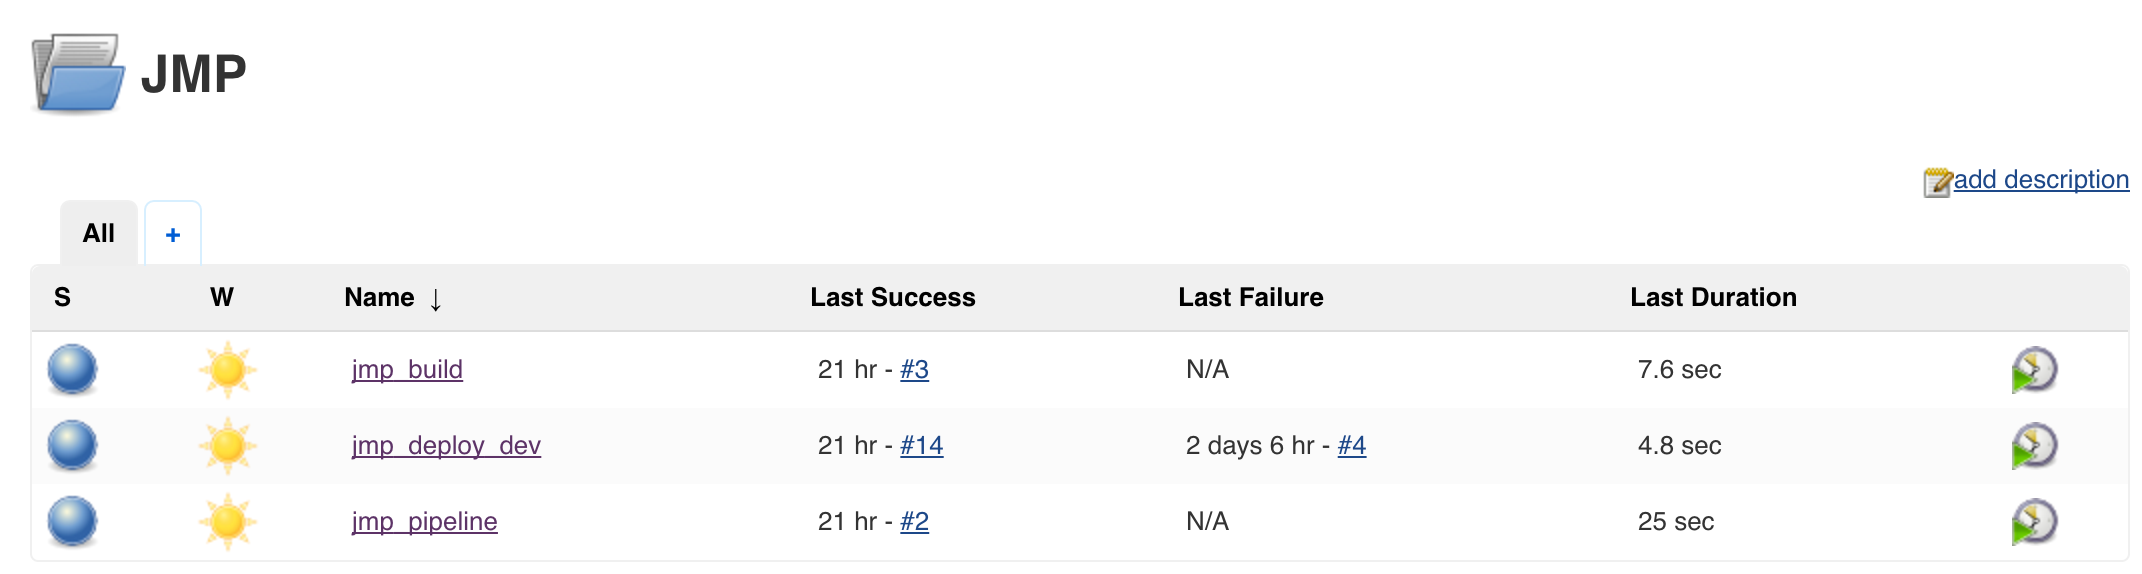 JMP
add description
All +
S W Name ↓ Last Success Last Failure Last Duration
jmp_build 21 hr - #3 N/A 7.6 sec
jmp_deploy_dev 21 hr - #14 2 days 6 hr - #4 4.8 sec
jmp_pipeline 21 hr - #2 N/A 25 sec